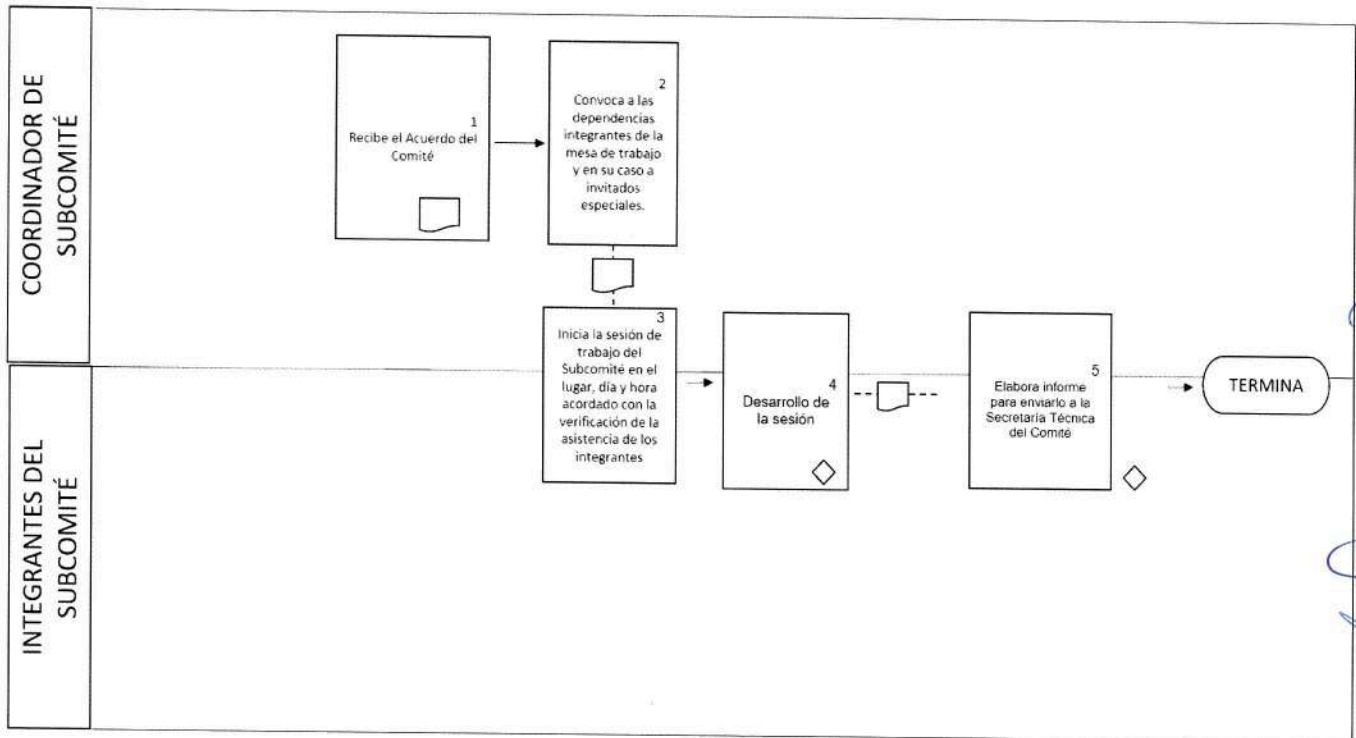 COORDINADOR DE
SUBCOMITÉ
1
Recibe el Acuerdo del
Comité
2
Convoca a las
dependencias
integrantes de la
mesa de trabajo
y en su caso a
invitados
especiales.
INTEGRANTES DEL
SUBCOMITÉ
3
Inicia la sesión de
trabajo del
Subcomité en el
lugar, día y hora
acordado con la
verificación de la
asistencia de los
integrantes
4
Desarrollo de
la sesión
5
Elabora informe
para enviarlo a la
Secretaría Técnica
del Comité
TERMINA